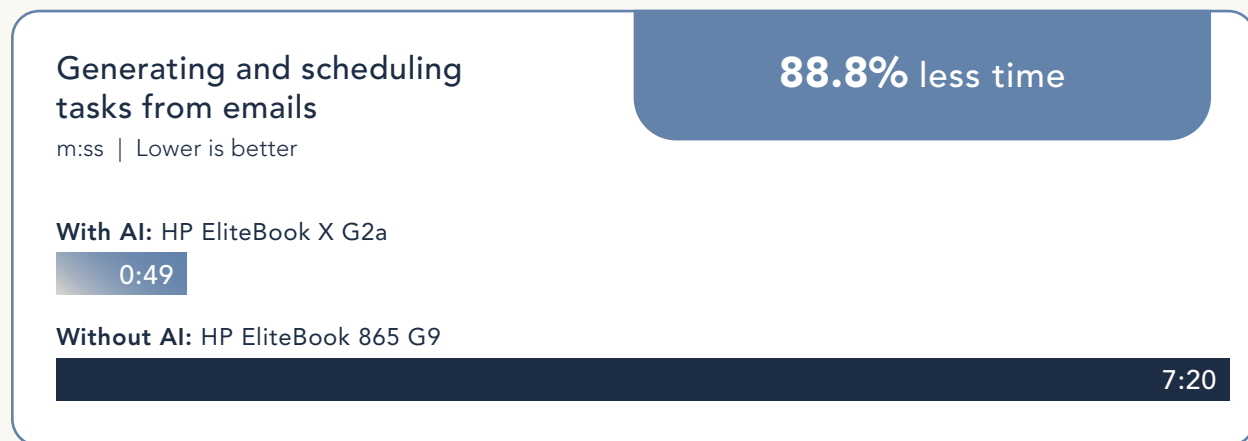 Generating and scheduling
tasks from emails
m:ss | Lower is better
88.8% less time
With AI: HP EliteBook X G2a
0:49
Without AI: HP EliteBook 865 G9
7:20